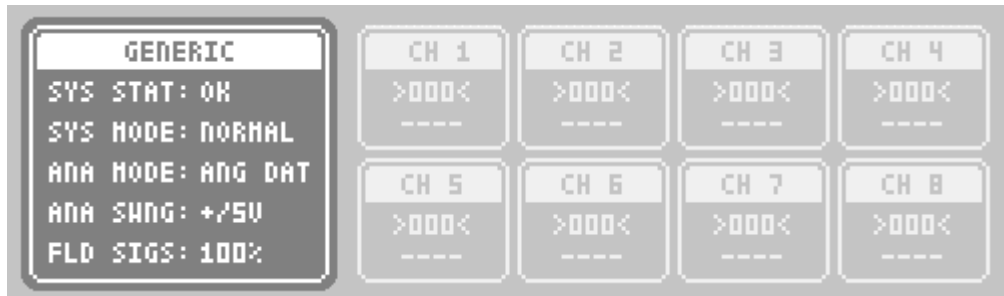 GENERIC
SYS STAT: OK
SYS MODE: NORMAL
ANA MODE: ANG DAT
ANA SWNG: +/5V
FLD SIGS: 100%
CH 1
>000<
----
CH 2
>000<
----
CH 3
>000<
----
CH 4
>000<
----
CH 5
>000<
----
CH 6
>000<
----
CH 7
>000<
----
CH 8
>000<
----